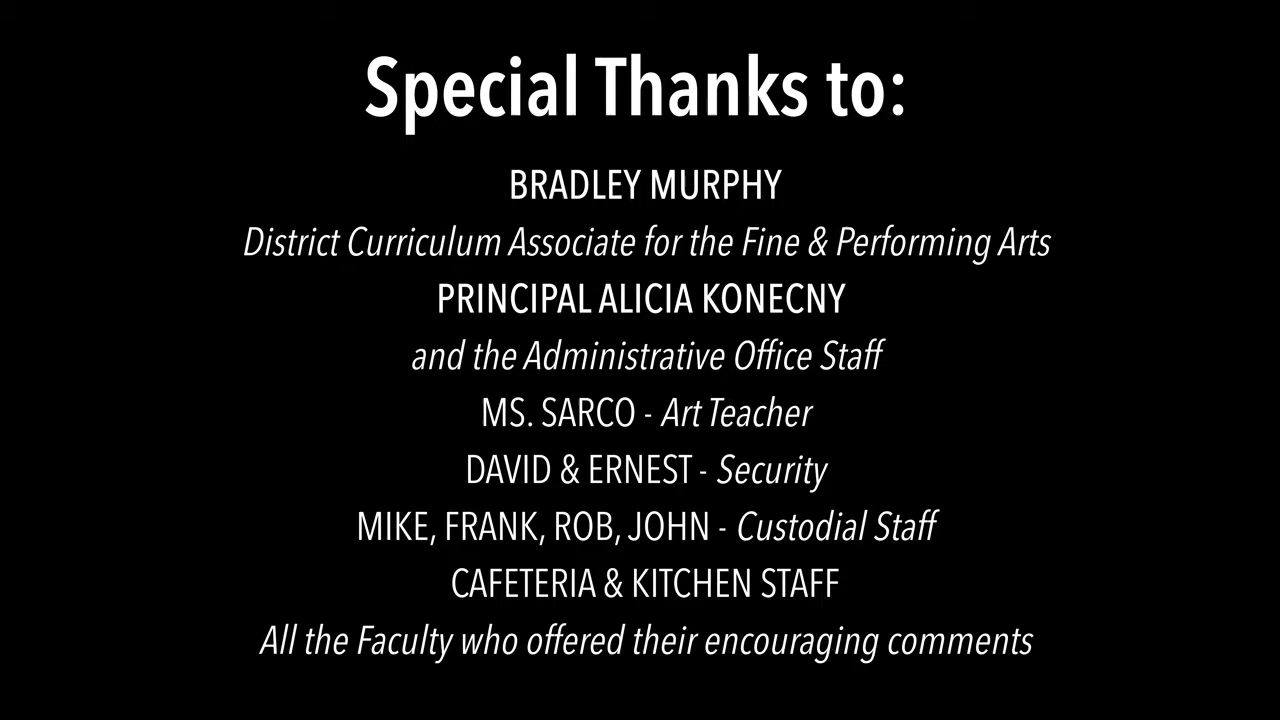 Special Thanks to:
BRADLEY MURPHY
District Curriculum Associate for the Fine & Performing Arts
PRINCIPAL ALICIA KONECNY
and the Administrative Office Staff
MS. SARCO - Art Teacher
DAVID & ERNEST - Security
MIKE, FRANK, ROB, JOHN - Custodial Staff
CAFETERIA & KITCHEN STAFF
All the Faculty who offered their encouraging comments